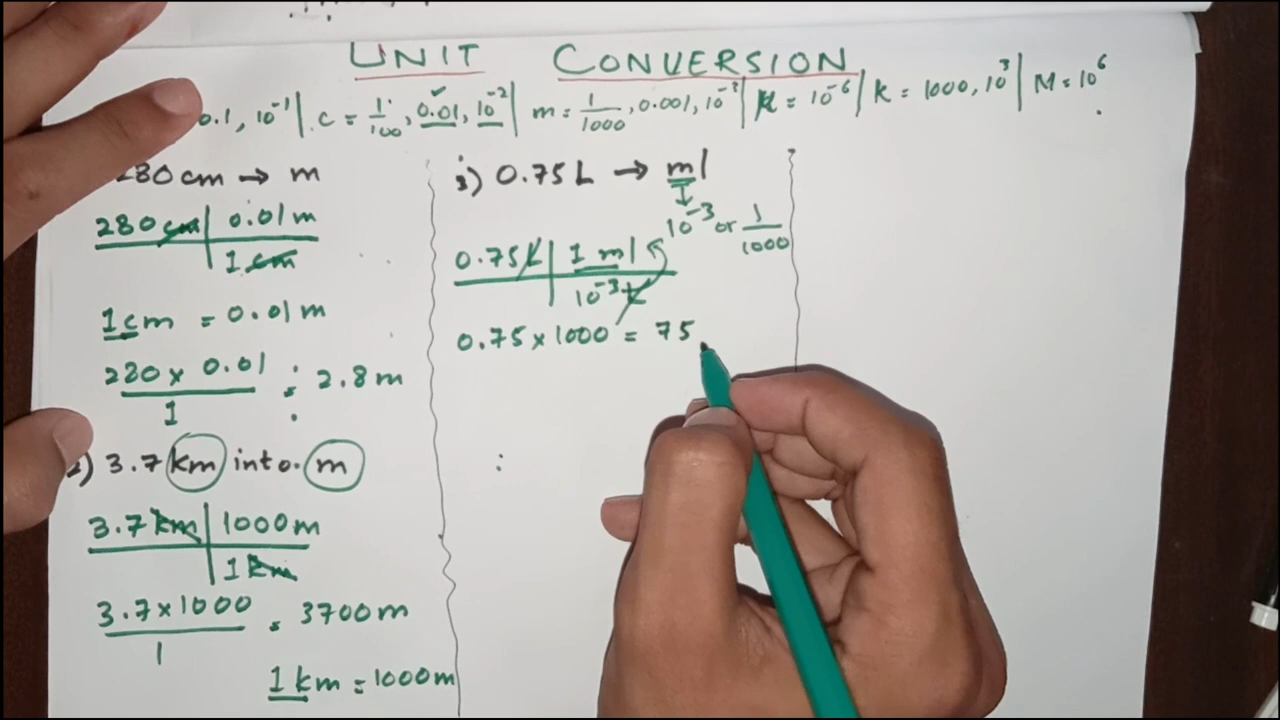 UNIT CONVERSION
0.1, 10⁻¹ | c = 1/100, 0.01, 10⁻² | m = 1/1000, 0.001, 10⁻³ | µ = 10⁻⁶ | k = 1000, 10³ | M = 10⁶
280 cm → m
280 cm | 0.01 m
1 cm
1cm = 0.01 m
280 x 0.01 = 2.8 m
1
2) 3.7 km into m
3.7 km | 1000 m
1 km
3.7 x 1000 = 3700 m
1
1 km = 1000m
3) 0.75 L → ml
10⁻³ or 1/1000
0.75 L | 1 ml
10⁻³ L
0.75 x 1000 = 75